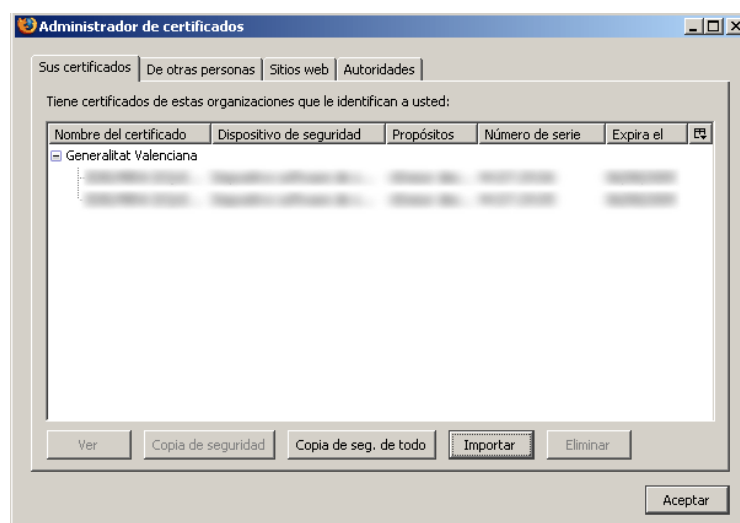 Administrador de certificados
Sus certificados De otras personas Sitios web Autoridades
Tiene certificados de estas organizaciones que le identifican a usted:
Nombre del certificado Dispositivo de seguridad Propósitos Número de serie Expira el
Generalitat Valenciana
Ver Copia de seguridad Copia de seg. de todo Importar Eliminar
Aceptar